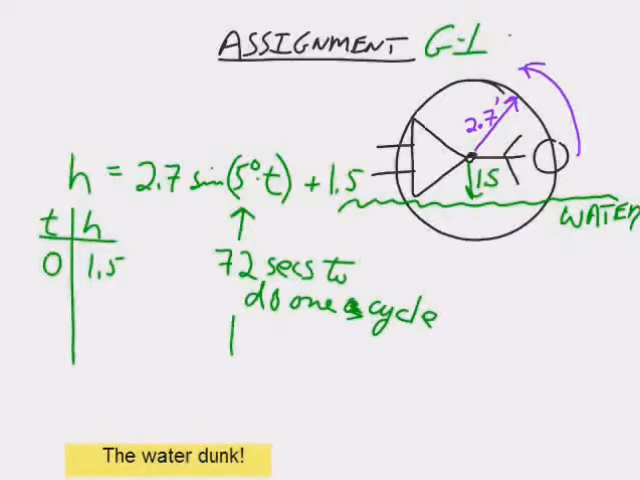 ASSIGNMENT G-1
2.7'
h = 2.7 sin(5°·t) + 1.5
1.5
WATER
t h
0 1.5
72 secs to
do one cycle
The water dunk!